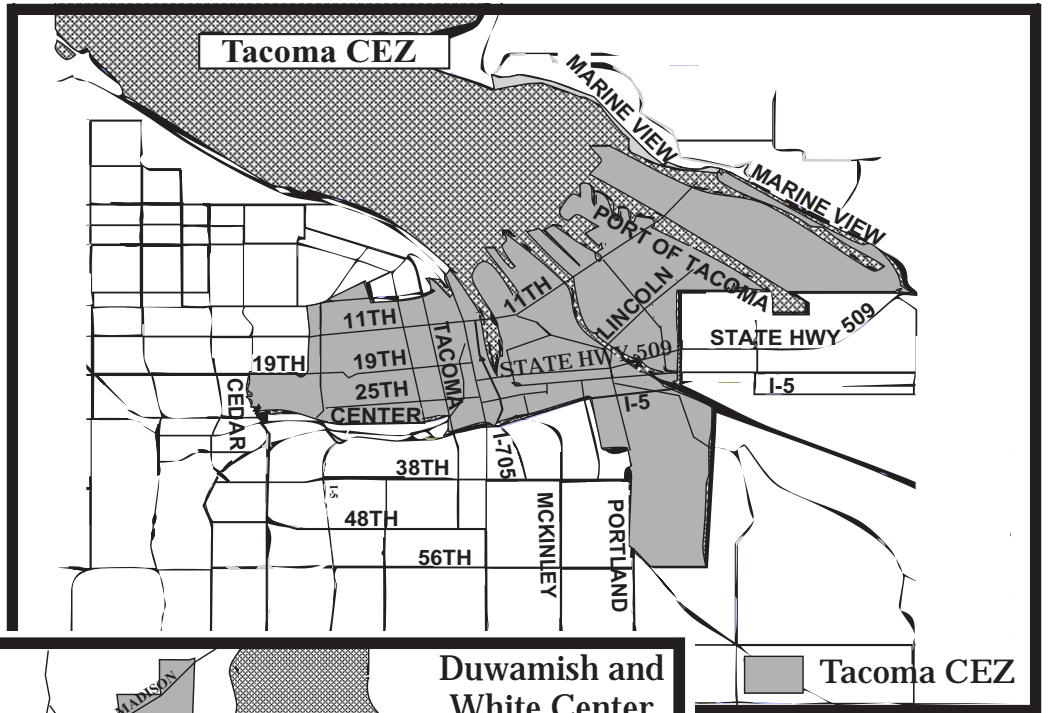 Tacoma CEZ
MARINE VIEW
MARINE VIEW
PORT OF TACOMA
11TH
LINCOLN
11TH
TACOMA
STATE HWY 509
STATE HWY 509
19TH
19TH
25TH
I-5
I-5
CEDAR
CENTER
I-705
38TH
I-5
48TH
MCKINLEY
PORTLAND
56TH
Tacoma CEZ
MADISON
Duwamish and
White Center